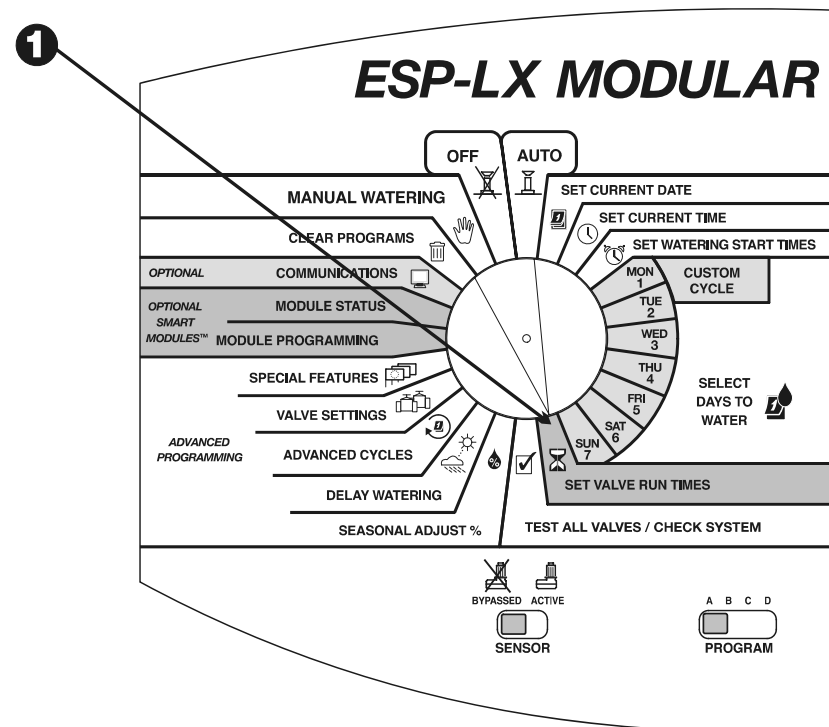 1
ESP-LX MODULAR
OFF
AUTO
MANUAL WATERING
CLEAR PROGRAMS
OPTIONAL
COMMUNICATIONS
OPTIONAL
SMART
MODULES™
MODULE STATUS
MODULE PROGRAMMING
SPECIAL FEATURES
VALVE SETTINGS
ADVANCED
PROGRAMMING
ADVANCED CYCLES
DELAY WATERING
SEASONAL ADJUST %
SET CURRENT DATE
1
SET CURRENT TIME
SET WATERING START TIMES
MON
1
TUE
2
WED
3
THU
4
FRI
5
SAT
6
SUN
7
CUSTOM
CYCLE
SELECT
DAYS TO
WATER
1
SET VALVE RUN TIMES
TEST ALL VALVES / CHECK SYSTEM
%
BYPASSED
ACTIVE
SENSOR
A B C D
PROGRAM